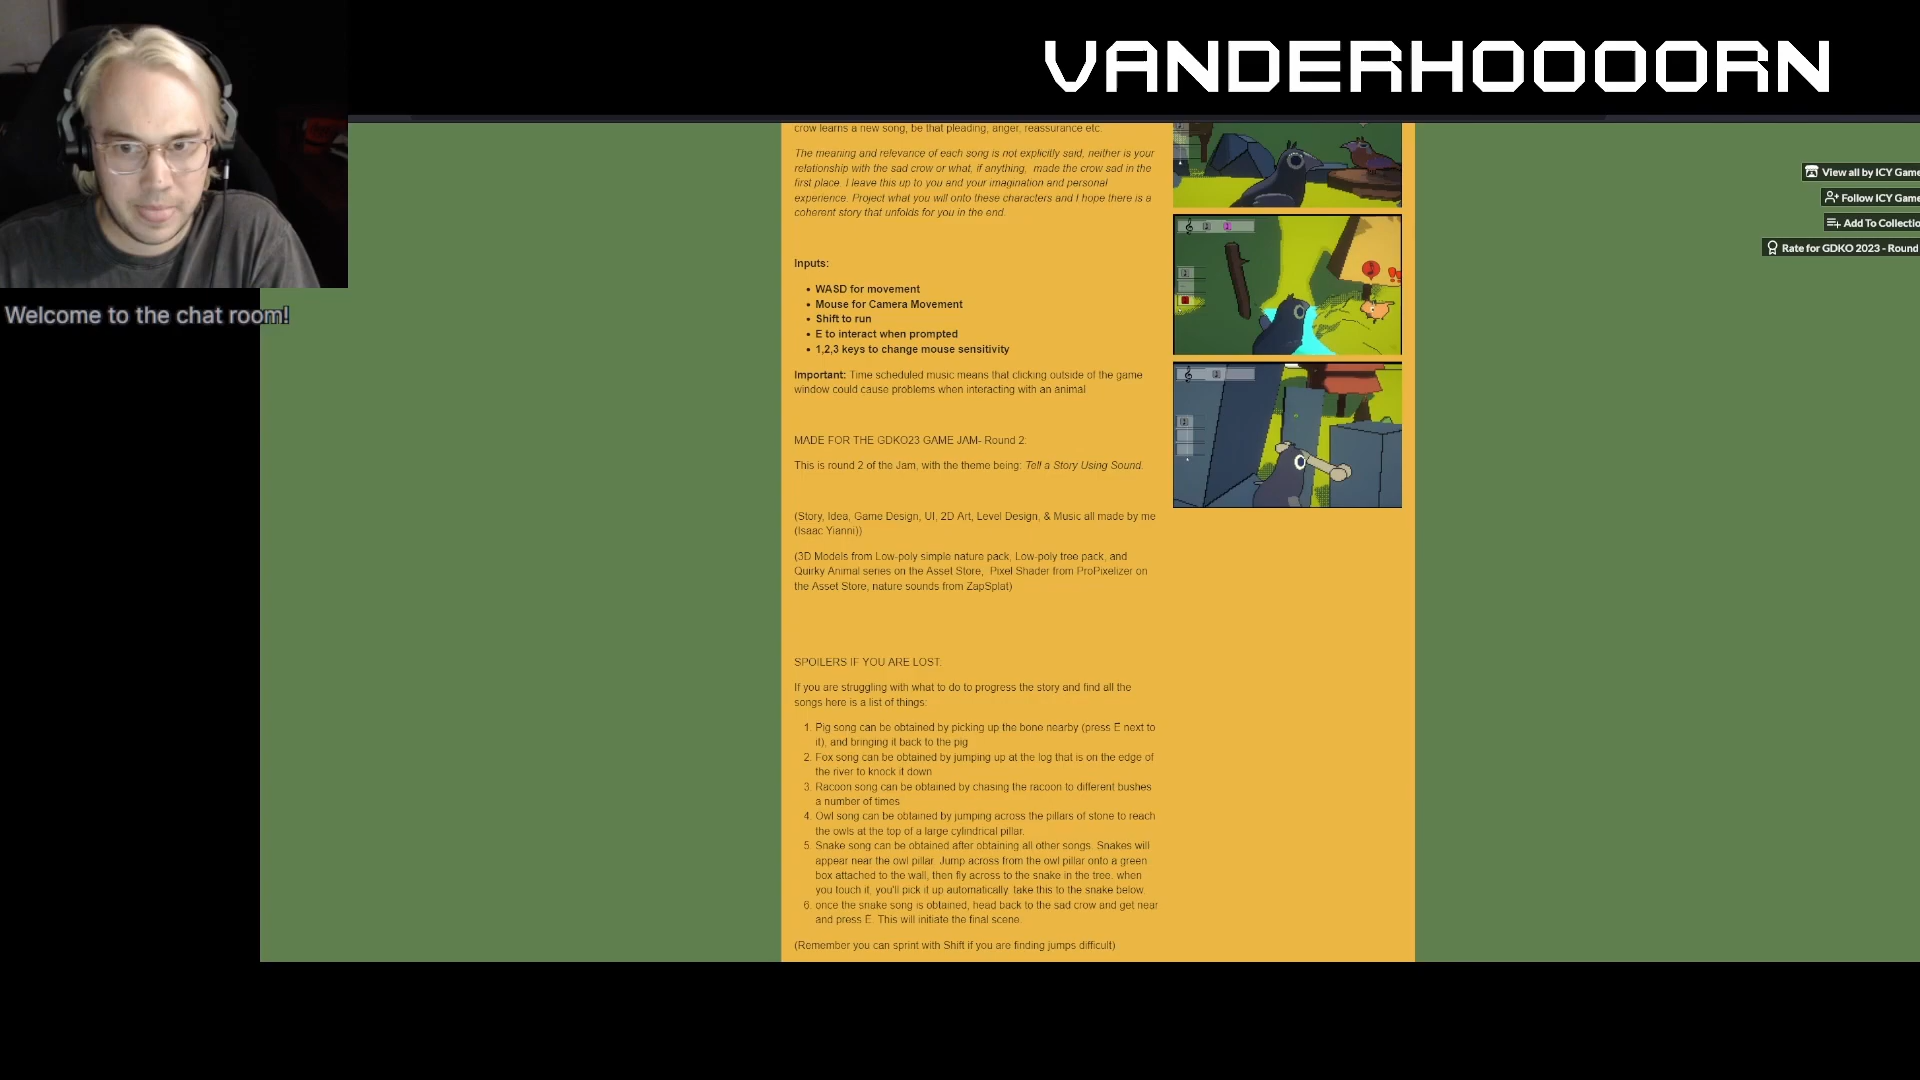 VANDERHOOOORN
Welcome to the chat room!
crow learns a new song, be that pleading, anger, reassurance etc.
The meaning and relevance of each song is not explicitly said, neither is your
relationship with the sad crow or what, if anything, made the crow sad in the
first place. I leave this up to you and your imagination and personal
experience. Project what you will onto these characters and I hope there is a
coherent story that unfolds for you in the end.
Inputs:
• WASD for movement
• Mouse for Camera Movement
• Shift to run
• E to interact when prompted
• 1,2,3 keys to change mouse sensitivity
Important: Time scheduled music means that clicking outside of the game
window could cause problems when interacting with an animal
MADE FOR THE GDKO23 GAME JAM- Round 2:
This is round 2 of the Jam, with the theme being: Tell a Story Using Sound.
(Story, Idea, Game Design, UI, 2D Art, Level Design, & Music all made by me
(Isaac Yianni))
(3D Models from Low-poly simple nature pack, Low-poly tree pack, and
Quirky Animal series on the Asset Store, Pixel Shader from ProPixelizer on
the Asset Store, nature sounds from ZapSplat)
SPOILERS IF YOU ARE LOST:
If you are struggling with what to do to progress the story and find all the
songs here is a list of things:
1. Pig song can be obtained by picking up the bone nearby (press E next to
it), and bringing it back to the pig
2. Fox song can be obtained by jumping up at the log that is on the edge of
the river to knock it down
3. Racoon song can be obtained by chasing the racoon to different bushes
a number of times
4. Owl song can be obtained by jumping across the pillars of stone to reach
the owls at the top of a large cylindrical pillar.
5. Snake song can be obtained after obtaining all other songs. Snakes will
appear near the owl pillar. Jump across from the owl pillar onto a green
box attached to the wall, then fly across to the snake in the tree. when
you touch it, you'll pick it up automatically. take this to the snake below.
6. once the snake song is obtained, head back to the sad crow and get near
and press E. This will initiate the final scene.
(Remember you can sprint with Shift if you are finding jumps difficult)
View all by ICY Game
Follow ICY Game
Add To Collectio
Rate for GDKO 2023 - Round